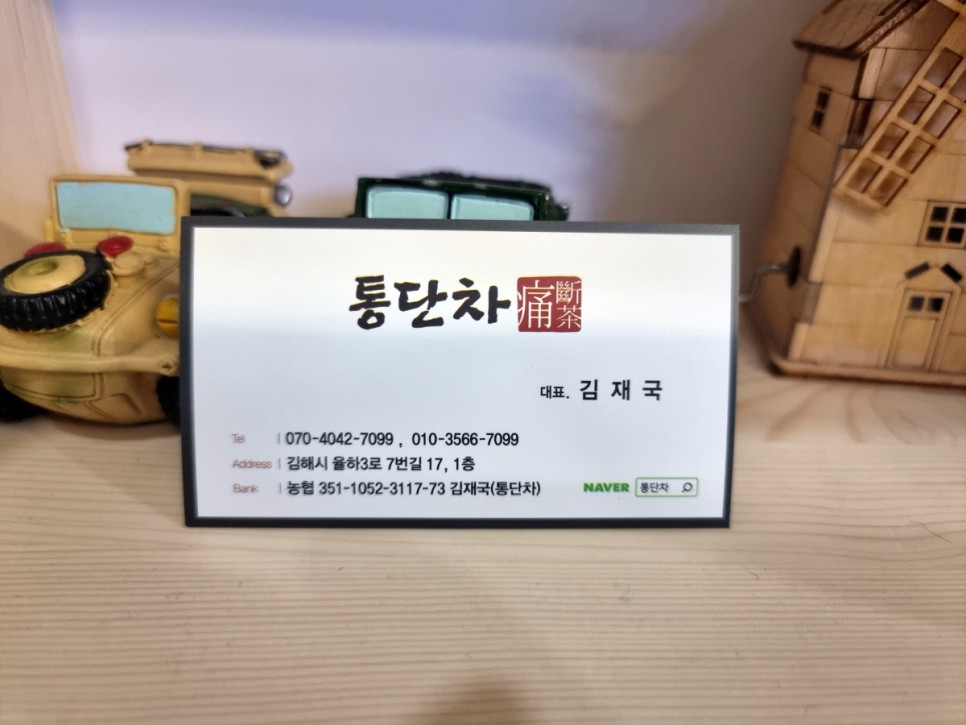 통단차 痛斷茶
대표. 김 재 국
Tel | 070-4042-7099 , 010-3566-7099
Address | 김해시 율하3로 7번길 17, 1층
Bank | 농협 351-1052-3117-73 김재국(통단차)
NAVER 통단차